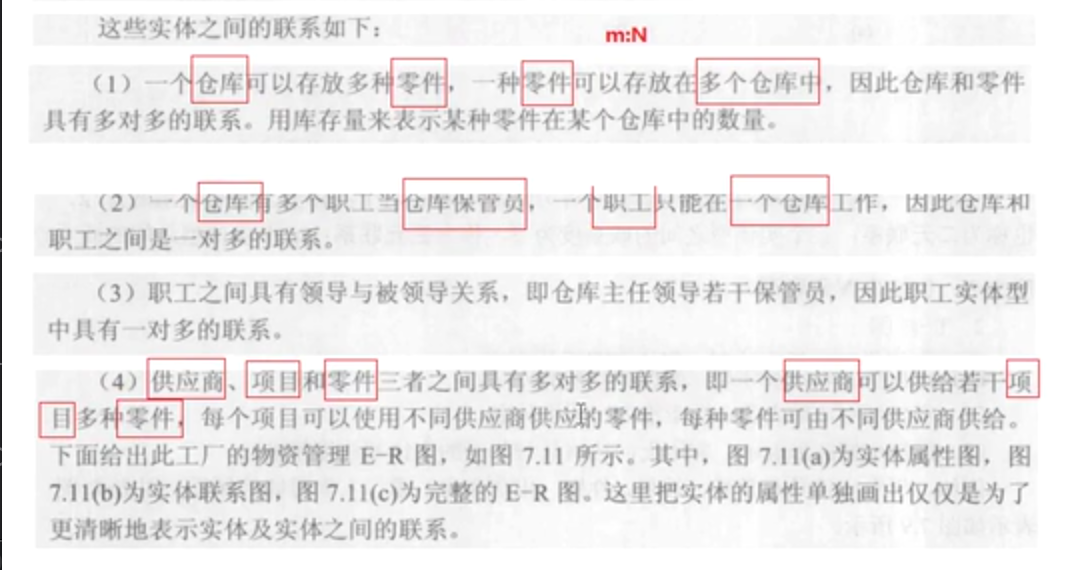 这些实体之间的联系如下：
m:N
（1）一个仓库可以存放多种零件，一种零件可以存放在多个仓库中，因此仓库和零件
具有多对多的联系。用库存量来表示某种零件在某个仓库中的数量。
（2）一个仓库有多个职工当仓库保管员，一个职工只能在一个仓库工作，因此仓库和
职工之间是一对多的联系。
（3）职工之间具有领导与被领导关系，即仓库主任领导若干保管员，因此职工实体型
中具有一对多的联系。
（4）供应商、项目和零件三者之间具有多对多的联系，即一个供应商可以供给若干项
目多种零件，每个项目可以使用不同供应商供应的零件，每种零件可由不同供应商供给。
下面给出此工厂的物资管理 E-R 图，如图 7.11 所示。其中，图 7.11(a)为实体属性图，图
7.11(b)为实体联系图，图 7.11(c)为完整的 E-R 图。这里把实体的属性单独画出仅仅是为了
更清晰地表示实体及实体之间的联系。